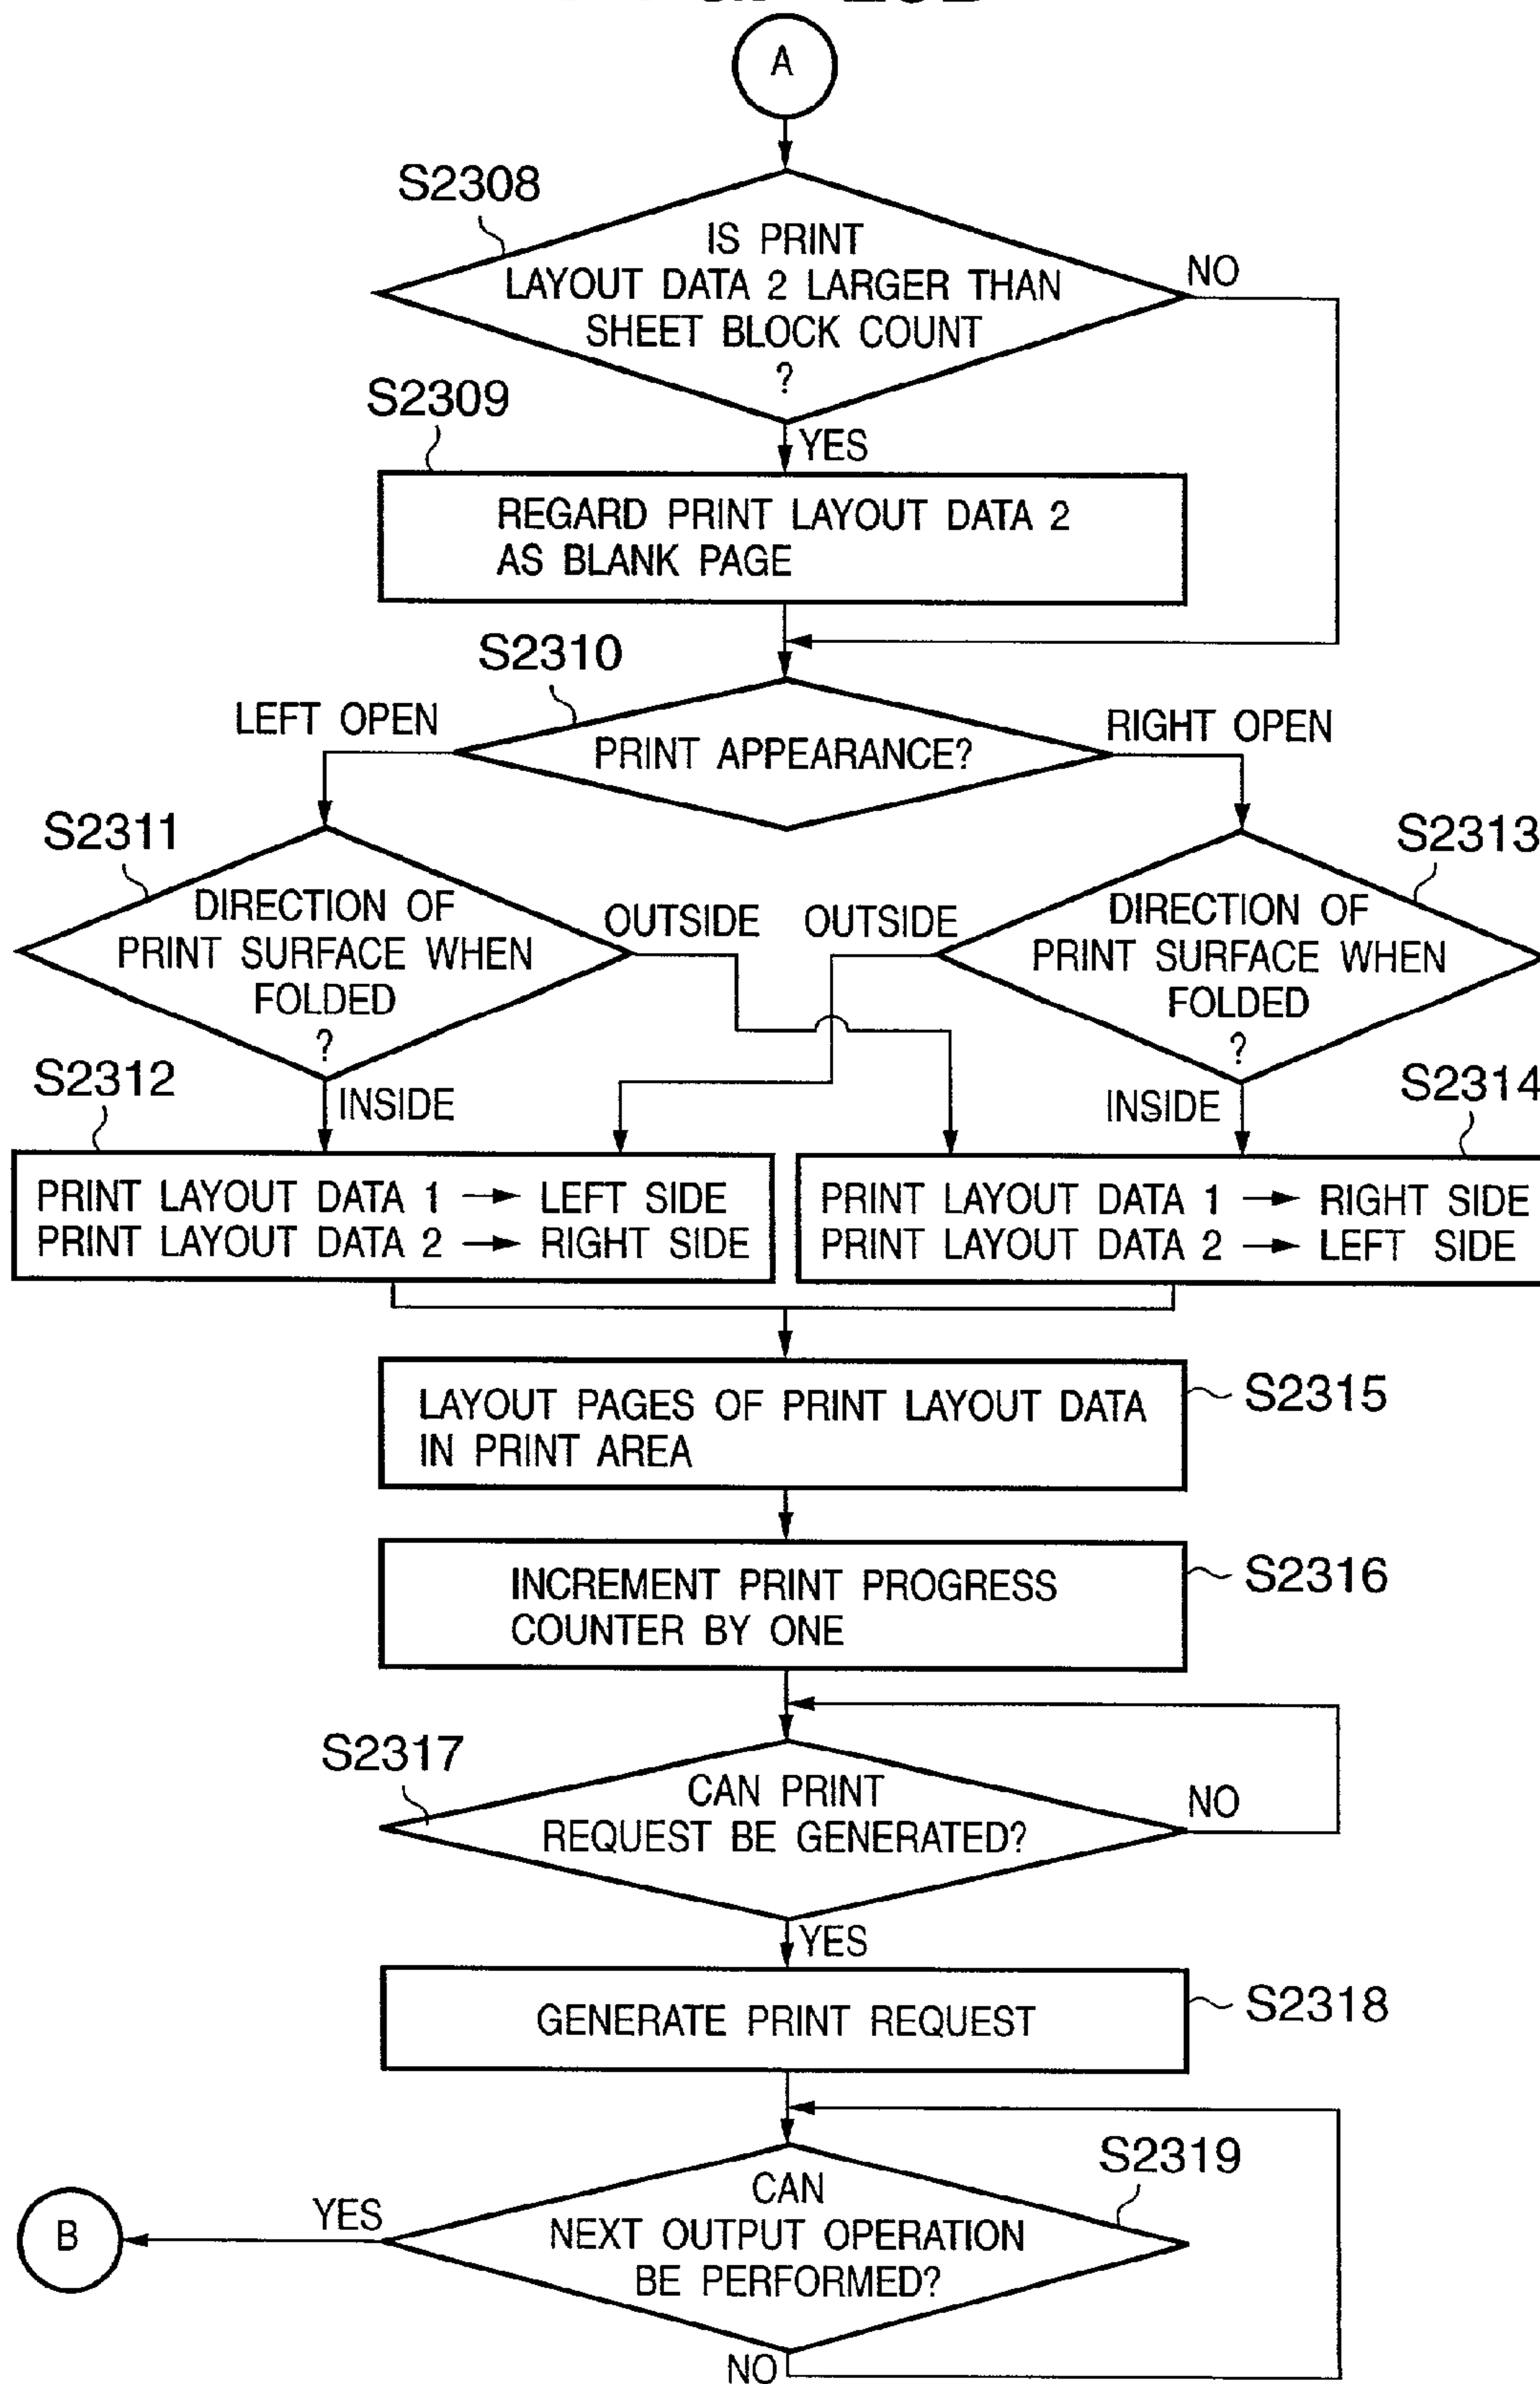 A
S2308
IS PRINT
LAYOUT DATA 2 LARGER THAN
SHEET BLOCK COUNT
?
NO
S2309
YES
REGARD PRINT LAYOUT DATA 2
AS BLANK PAGE
S2310
LEFT OPEN
PRINT APPEARANCE?
RIGHT OPEN
S2311
DIRECTION OF
PRINT SURFACE WHEN
FOLDED
?
OUTSIDE
OUTSIDE
S2313
DIRECTION OF
PRINT SURFACE WHEN
FOLDED
?
S2312
INSIDE
INSIDE
S2314
PRINT LAYOUT DATA 1 → LEFT SIDE
PRINT LAYOUT DATA 2 → RIGHT SIDE
PRINT LAYOUT DATA 1 → RIGHT SIDE
PRINT LAYOUT DATA 2 → LEFT SIDE
LAYOUT PAGES OF PRINT LAYOUT DATA
IN PRINT AREA
S2315
INCREMENT PRINT PROGRESS
COUNTER BY ONE
S2316
S2317
CAN PRINT
REQUEST BE GENERATED?
NO
YES
GENERATE PRINT REQUEST
S2318
S2319
CAN
NEXT OUTPUT OPERATION
BE PERFORMED?
YES
B
NO